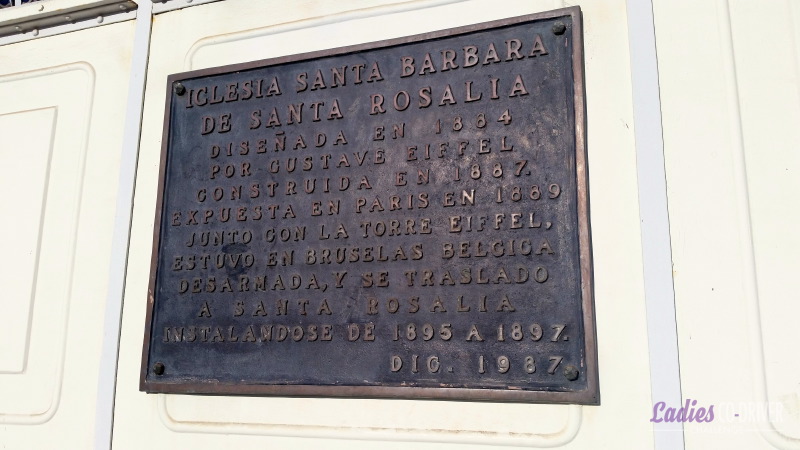 IGLESIA SANTA BARBARA
DE SANTA ROSALIA
DISEÑADA EN 1884
POR GUSTAVE EIFFEL
CONSTRUIDA EN 1887.
EXPUESTA EN PARIS EN 1889
JUNTO CON LA TORRE EIFFEL,
ESTUVO EN BRUSELAS BELGICA
DESARMADA, Y SE TRASLADO
A SANTA ROSALIA
INSTALANDOSE DE 1895 A 1897.
DIC. 1987
Ladies